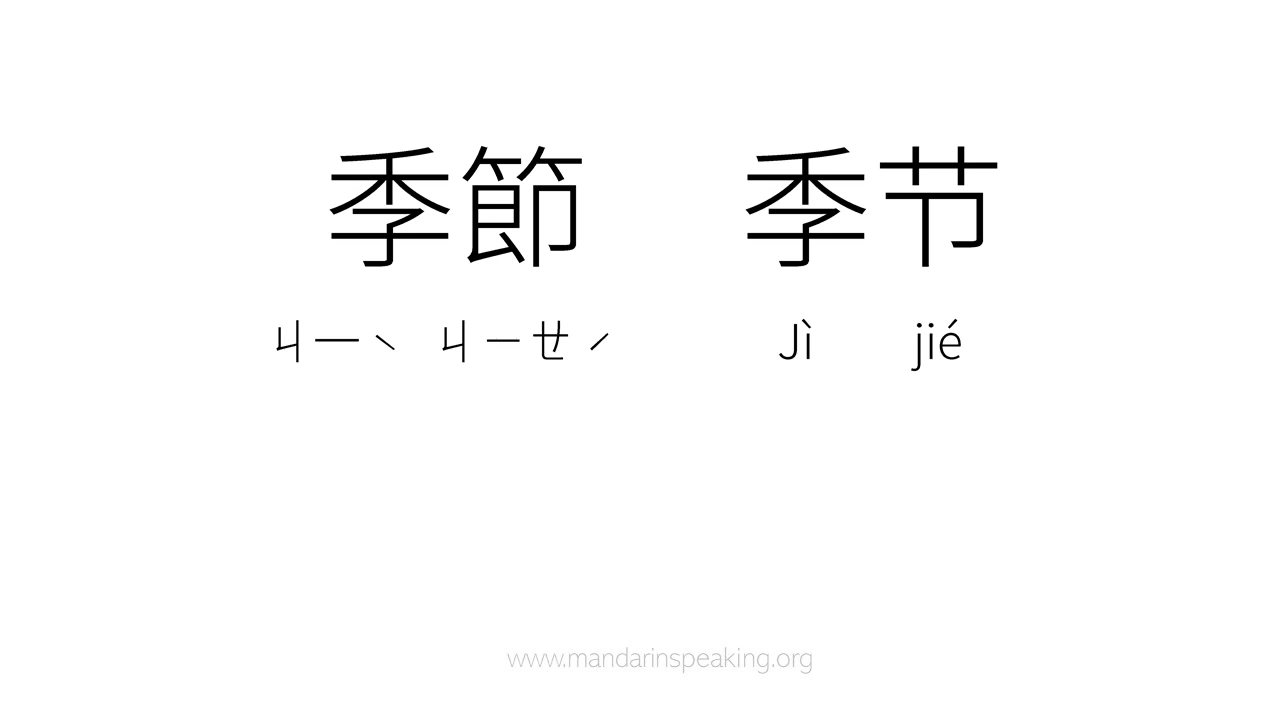 季節 季节
ㄐㄧˋ ㄐㄧㄝˊ Jì jié
www.mandarinspeaking.org